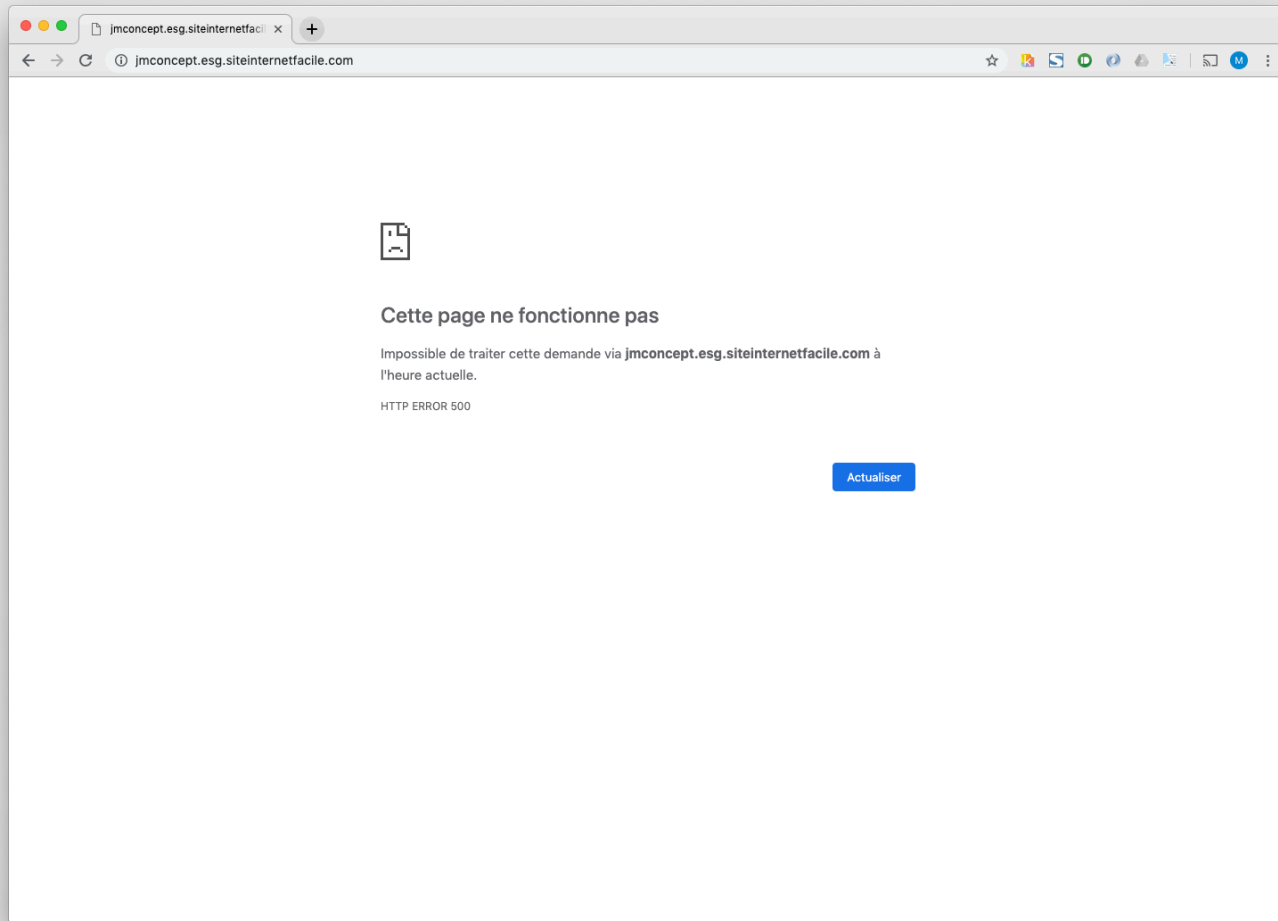 jmconcept.esg.siteinternetfaci
jmconcept.esg.siteinternetfacile.com
M
Cette page ne fonctionne pas
Impossible de traiter cette demande via jmconcept.esg.siteinternetfacile.com à
l'heure actuelle.
HTTP ERROR 500
Actualiser